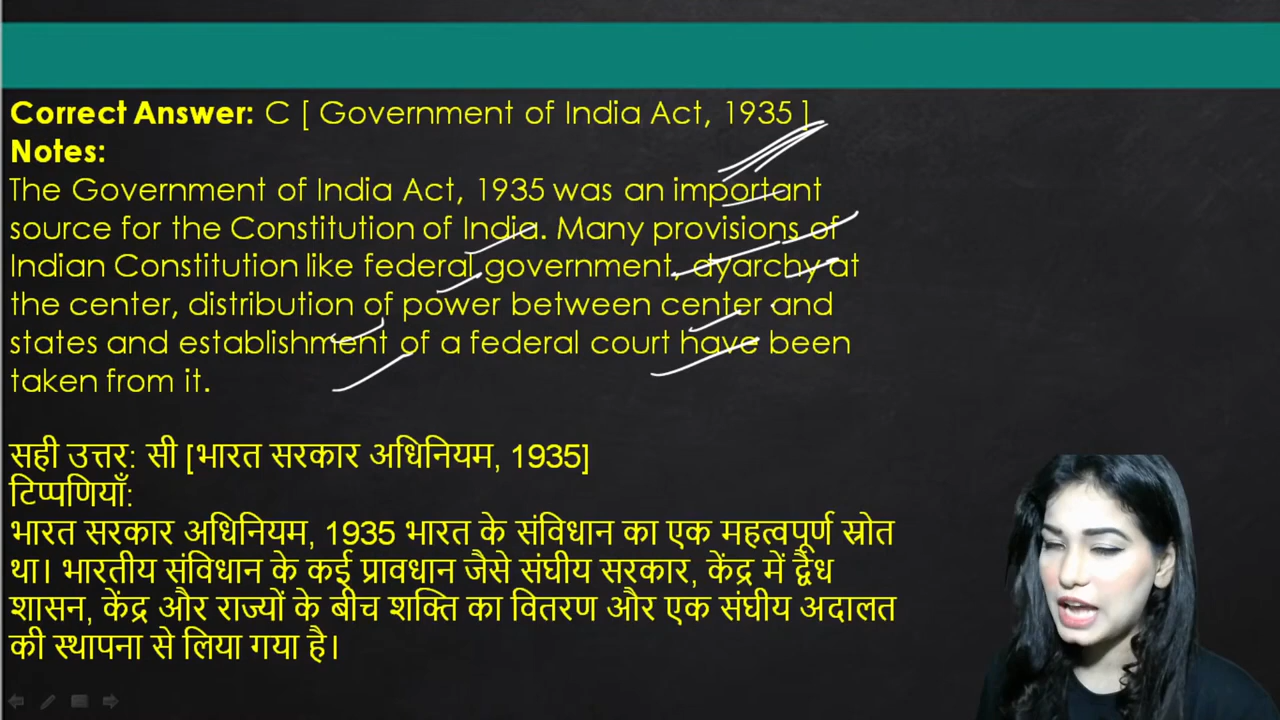 Correct Answer: C [ Government of India Act, 1935 ]
Notes:
The Government of India Act, 1935 was an important
source for the Constitution of India. Many provisions of
Indian Constitution like federal government, dyarchy at
the center, distribution of power between center and
states and establishment of a federal court have been
taken from it.
सही उत्तर: सी [भारत सरकार अधिनियम, 1935]
टिप्पणियाँ:
भारत सरकार अधिनियम, 1935 भारत के संविधान का एक महत्वपूर्ण स्रोत
था। भारतीय संविधान के कई प्रावधान जैसे संघीय सरकार, केंद्र में द्वैध
शासन, केंद्र और राज्यों के बीच शक्ति का वितरण और एक संघीय अदालत
की स्थापना से लिया गया है।